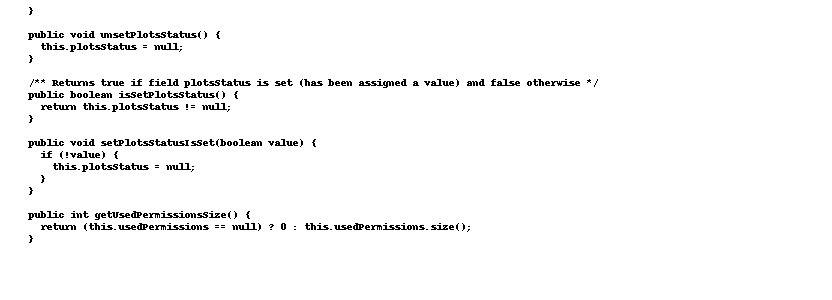 }

public void unsetPlotsStatus() {
  this.plotsStatus = null;
}

/** Returns true if field plotsStatus is set (has been assigned a value) and false otherwise */
public boolean isSetPlotsStatus() {
  return this.plotsStatus != null;
}

public void setPlotsStatusIsSet(boolean value) {
  if (!value) {
    this.plotsStatus = null;
  }
}

public int getUsedPermissionsSize() {
  return (this.usedPermissions == null) ? 0 : this.usedPermissions.size();
}